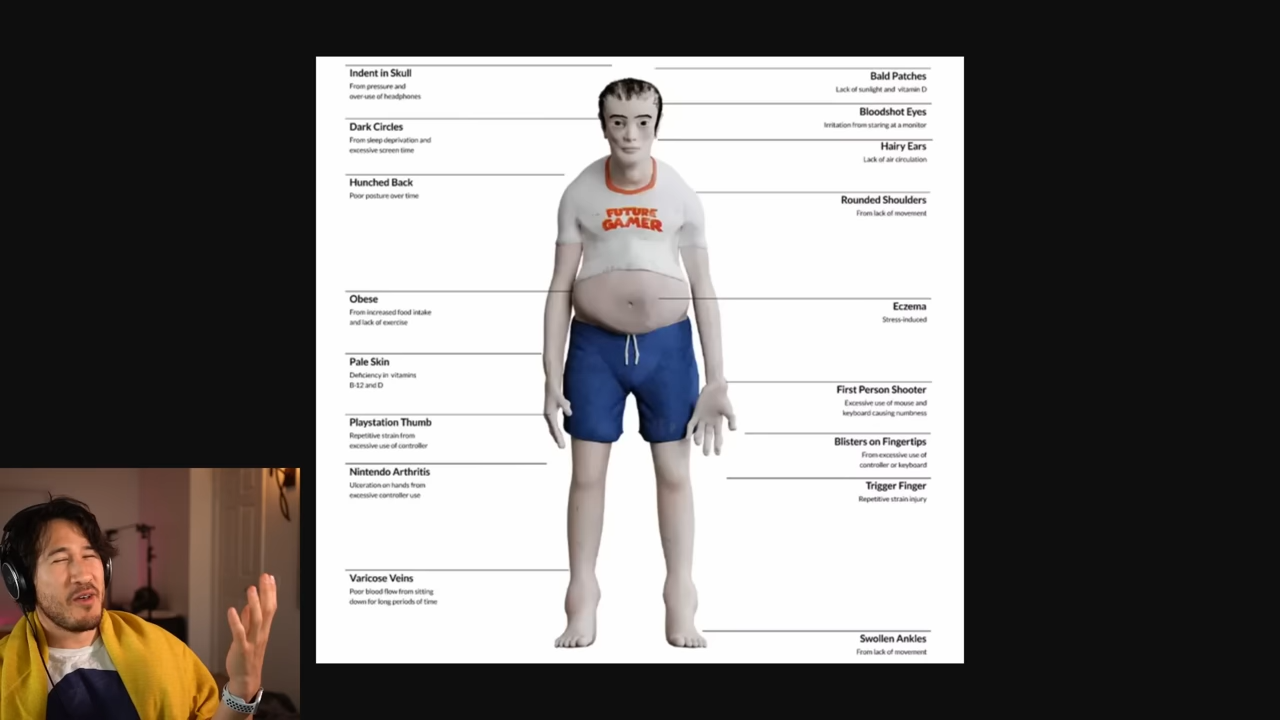 Indent in Skull
From pressure and
over-use of headphones
Dark Circles
From sleep deprivation and
excessive screen time
Hunched Back
Poor posture over time
Obese
From increased food intake
and lack of exercise
Pale Skin
Deficiency in vitamins
B-12 and D
Playstation Thumb
Repetitive strain from
excessive use of controller
Nintendo Arthritis
Ulceration on hands from
excessive controller use
Varicose Veins
Poor blood flow from sitting
down for long periods of time
FUTURE
GAMER
Bald Patches
Lack of sunlight and vitamin D
Bloodshot Eyes
Irritation from staring at a monitor
Hairy Ears
Lack of air circulation
Rounded Shoulders
From lack of movement
Eczema
Stress-induced
First Person Shooter
Excessive use of mouse and
keyboard causing numbness
Blisters on Fingertips
From excessive use of
controller or keyboard
Trigger Finger
Repetitive strain injury
Swollen Ankles
From lack of movement